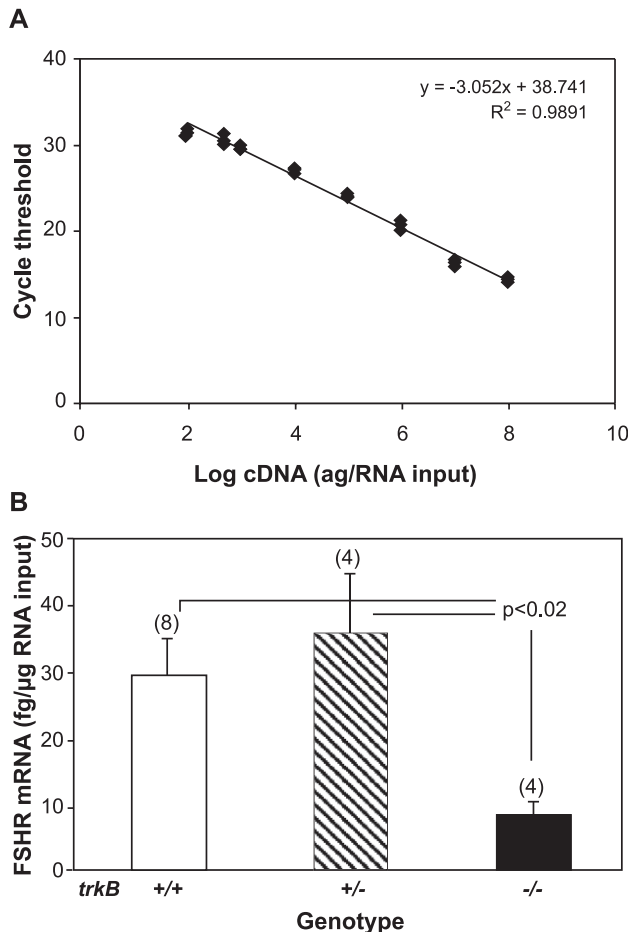 A
40
30
20
10
0
Cycle threshold
y = -3.052x + 38.741
R² = 0.9891
0 2 4 6 8 10
Log cDNA (ag/RNA input)
B
50
40
30
20
10
0
FSHR mRNA (fg/µg RNA input)
(8)
(4)
p<0.02
(4)
trkB +/+ +/- -/-
Genotype